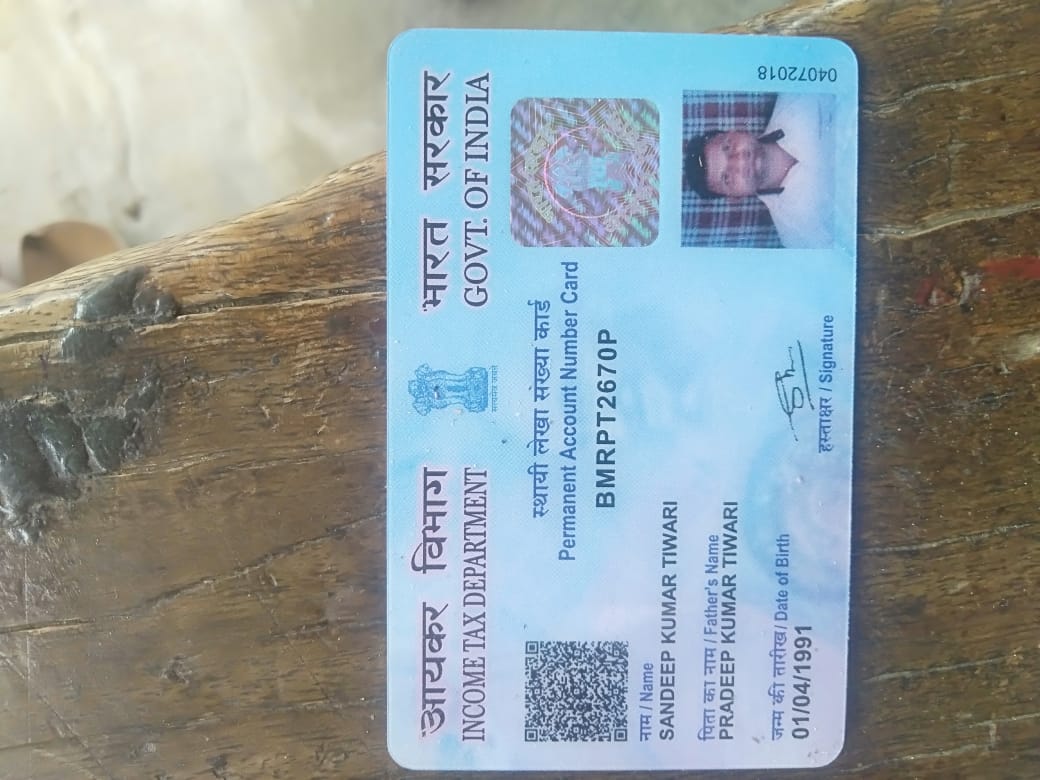 आयकर विभाग
INCOME TAX DEPARTMENT
सत्यमेव जयते
भारत सरकार
GOVT. OF INDIA
स्थायी लेखा संख्या कार्ड
Permanent Account Number Card
BMRPT2670P
नाम / Name
SANDEEP KUMAR TIWARI
पिता का नाम / Father's Name
PRADEEP KUMAR TIWARI
जन्म की तारीख / Date of Birth
01/04/1991
हस्ताक्षर / Signature
04072018